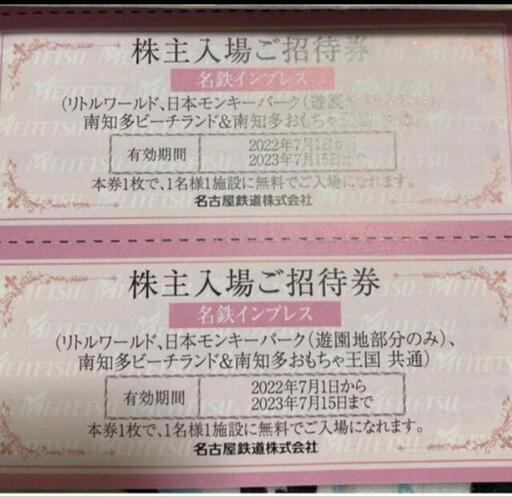 株主入場ご招待券
名鉄インプレス
(リトルワールド、日本モンキーパーク(遊園
南知多ビーチランド&南知多おもちゃ王国
有効期間
2022年7月1日から
2023年7月15日まで
本券1枚で、1名様1施設に無料でご入場になれます。
名古屋鉄道株式会社
株主入場ご招待券
名鉄インプレス
(リトルワールド、日本モンキーパーク(遊園地部分のみ)、
南知多ビーチランド&南知多おもちゃ王国 共通)
有効期間
2022年7月1日から
2023年7月15日まで
本券1枚で、1名様1施設に無料でご入場になれます。
名古屋鉄道株式会社
MEITETSU